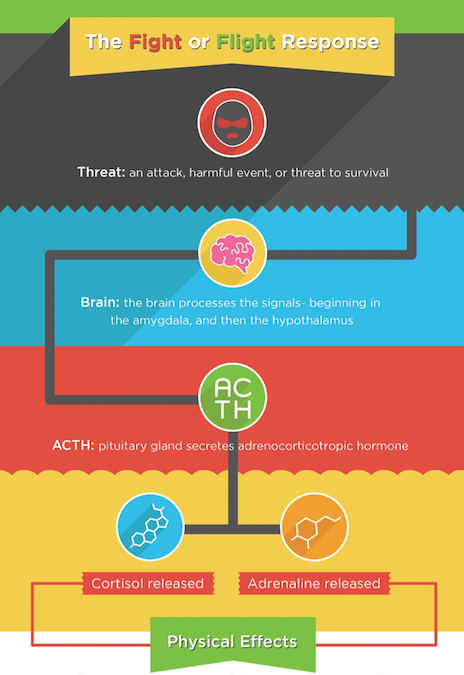 The Fight or Flight Response
Threat: an attack, harmful event, or threat to survival
Brain: the brain processes the signals- beginning in
the amygdala, and then the hypothalamus
AC
TH
ACTH: pituitary gland secretes adrenocorticotropic hormone
Cortisol released
Adrenaline released
Physical Effects